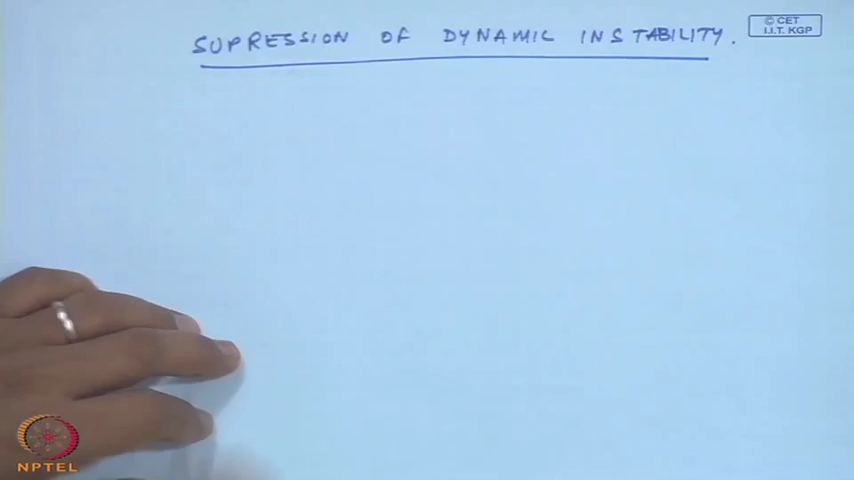 SUPRESSION OF DYNAMIC INSTABILITY.
© CET
I.I.T. KGP
NPTEL